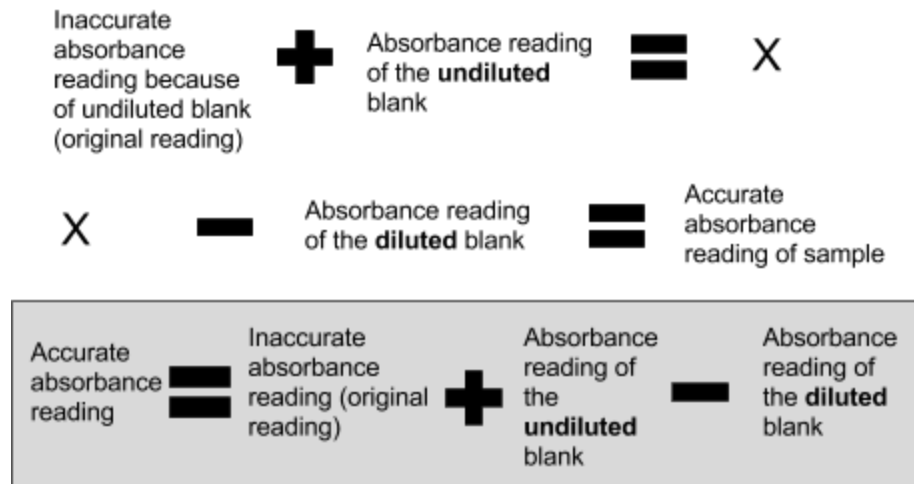 Inaccurate
absorbance
reading because
of undiluted blank
(original reading)
+
Absorbance reading
of the undiluted
blank
=
X
X
-
Absorbance reading
of the diluted blank
=
Accurate
absorbance
reading of sample
Accurate
absorbance
reading
=
Inaccurate
absorbance
reading (original
reading)
+
Absorbance
reading of
the
undiluted
blank
-
Absorbance
reading of
the diluted
blank